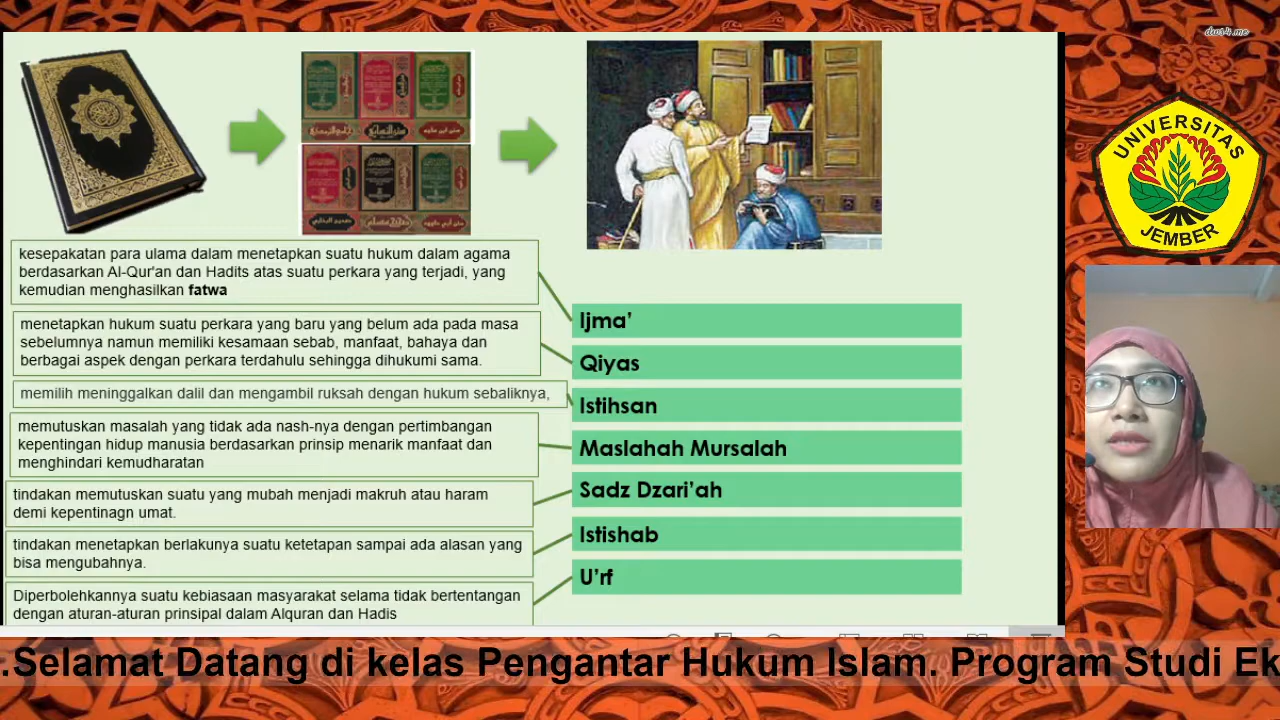 dws4.me
UNIVERSITAS
JEMBER
kesepakatan para ulama dalam menetapkan suatu hukum dalam agama
berdasarkan Al-Qur'an dan Hadits atas suatu perkara yang terjadi, yang
kemudian menghasilkan fatwa
menetapkan hukum suatu perkara yang baru yang belum ada pada masa
sebelumnya namun memiliki kesamaan sebab, manfaat, bahaya dan
berbagai aspek dengan perkara terdahulu sehingga dihukumi sama.
memilih meninggalkan dalil dan mengambil ruksah dengan hukum sebaliknya,
memutuskan masalah yang tidak ada nash-nya dengan pertimbangan
kepentingan hidup manusia berdasarkan prinsip menarik manfaat dan
menghindari kemudharatan
tindakan memutuskan suatu yang mubah menjadi makruh atau haram
demi kepentinagn umat.
tindakan menetapkan berlakunya suatu ketetapan sampai ada alasan yang
bisa mengubahnya.
Diperbolehkannya suatu kebiasaan masyarakat selama tidak bertentangan
dengan aturan-aturan prinsipal dalam Alquran dan Hadis
Ijma’
Qiyas
Istihsan
Maslahah Mursalah
Sadz Dzari’ah
Istishab
U’rf
.Selamat Datang di kelas Pengantar Hukum Islam. Program Studi Ek